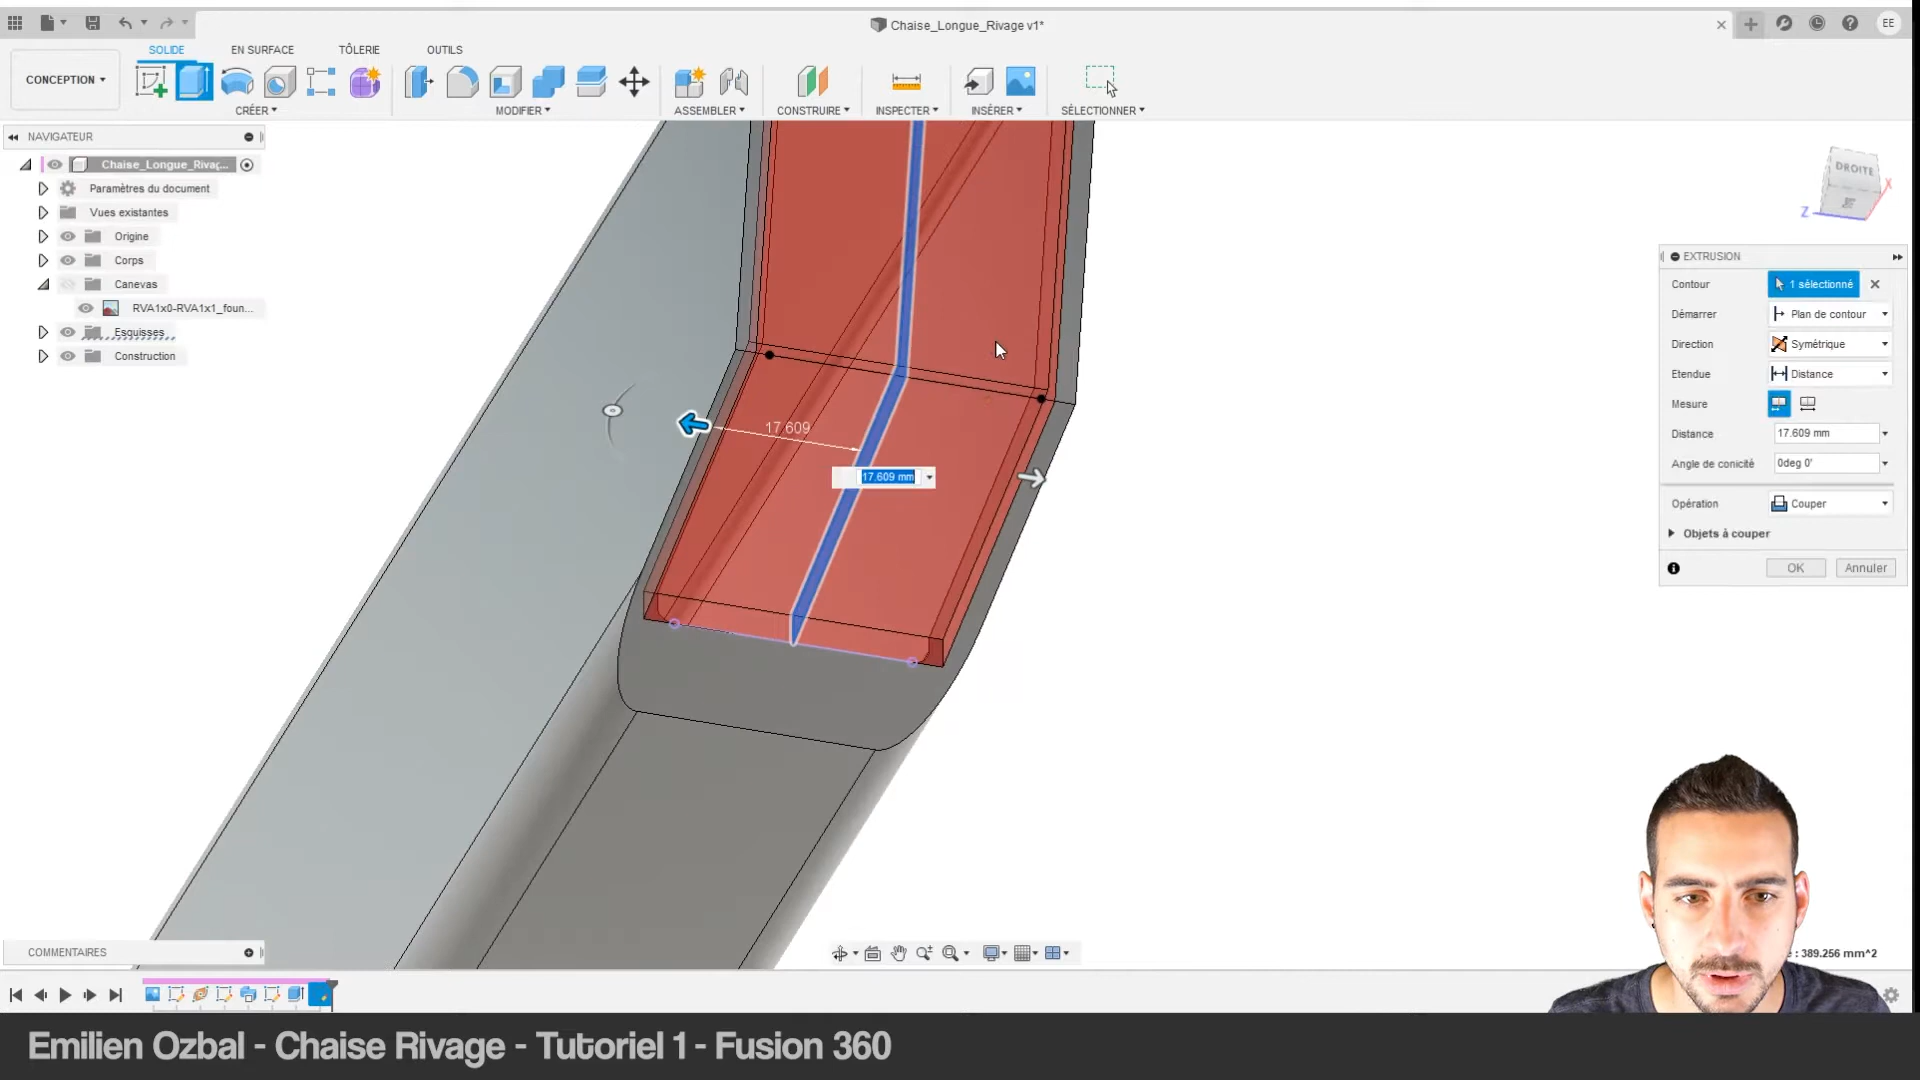 Chaise_Longue_Rivage v1*
EE
SOLIDE
EN SURFACE
TÔLERIE
OUTILS
CONCEPTION
CRÉER
MODIFIER
ASSEMBLER
CONSTRUIRE
INSPECTER
INSÉRER
SÉLECTIONNER
NAVIGATEUR
Chaise_Longue_Rivag...
Paramètres du document
Vues existantes
Origine
Corps
Canevas
RVA1x0-RVA1x1_foun...
Esquisses
Construction
DROITE
X
Z
17.609
17.609 mm
EXTRUSION
Contour
1 sélectionné
Démarrer
Plan de contour
Direction
Symétrique
Etendue
Distance
Mesure
Distance
17.609 mm
Angle de conicité
0deg 0'
Opération
Couper
Objets à couper
OK
Annuler
COMMENTAIRES
: 389.256 mm^2
Emilien Ozbal - Chaise Rivage - Tutoriel 1 - Fusion 360